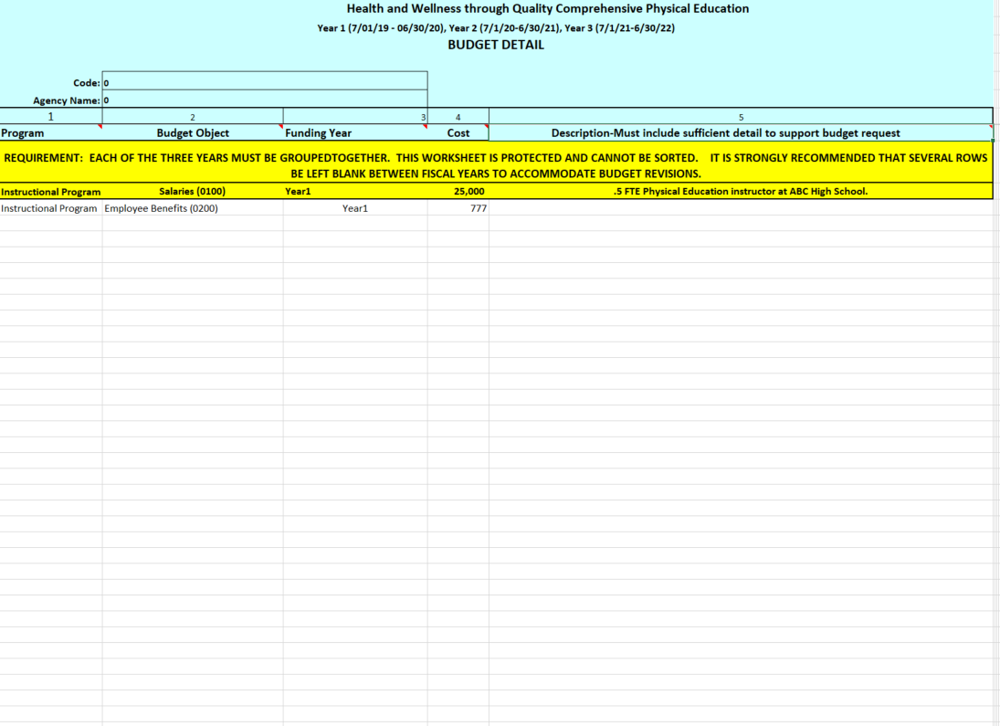 Health and Wellness through Quality Comprehensive Physical Education
Year 1 (7/01/19 - 06/30/20), Year 2 (7/1/20-6/30/21), Year 3 (7/1/21-6/30/22)
BUDGET DETAIL
Code: 0
Agency Name: 0
1 2 3 4 5
Program Budget Object Funding Year Cost Description-Must include sufficient detail to support budget request
REQUIREMENT: EACH OF THE THREE YEARS MUST BE GROUPEDTOGETHER. THIS WORKSHEET IS PROTECTED AND CANNOT BE SORTED. IT IS STRONGLY RECOMMENDED THAT SEVERAL ROWS
BE LEFT BLANK BETWEEN FISCAL YEARS TO ACCOMMODATE BUDGET REVISIONS.
Instructional Program Salaries (0100) Year1 25,000 .5 FTE Physical Education instructor at ABC High School.
Instructional Program Employee Benefits (0200) Year1 777